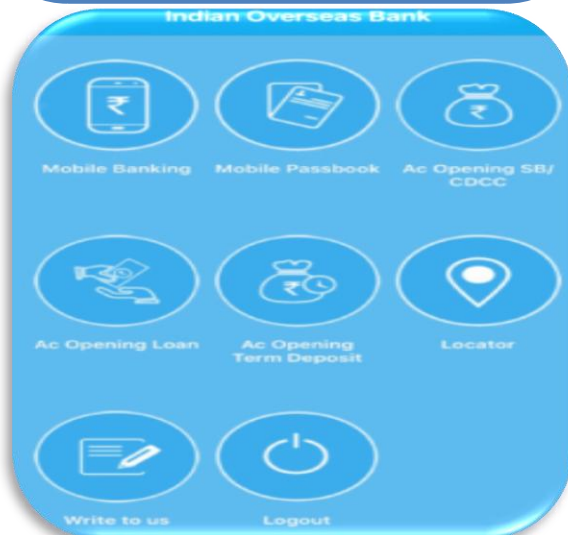 Indian Overseas Bank
Mobile Banking
Mobile Passbook
Ac Opening SB/
CDCC
Ac Opening Loan
Ac Opening
Term Deposit
Locator
Write to us
Logout